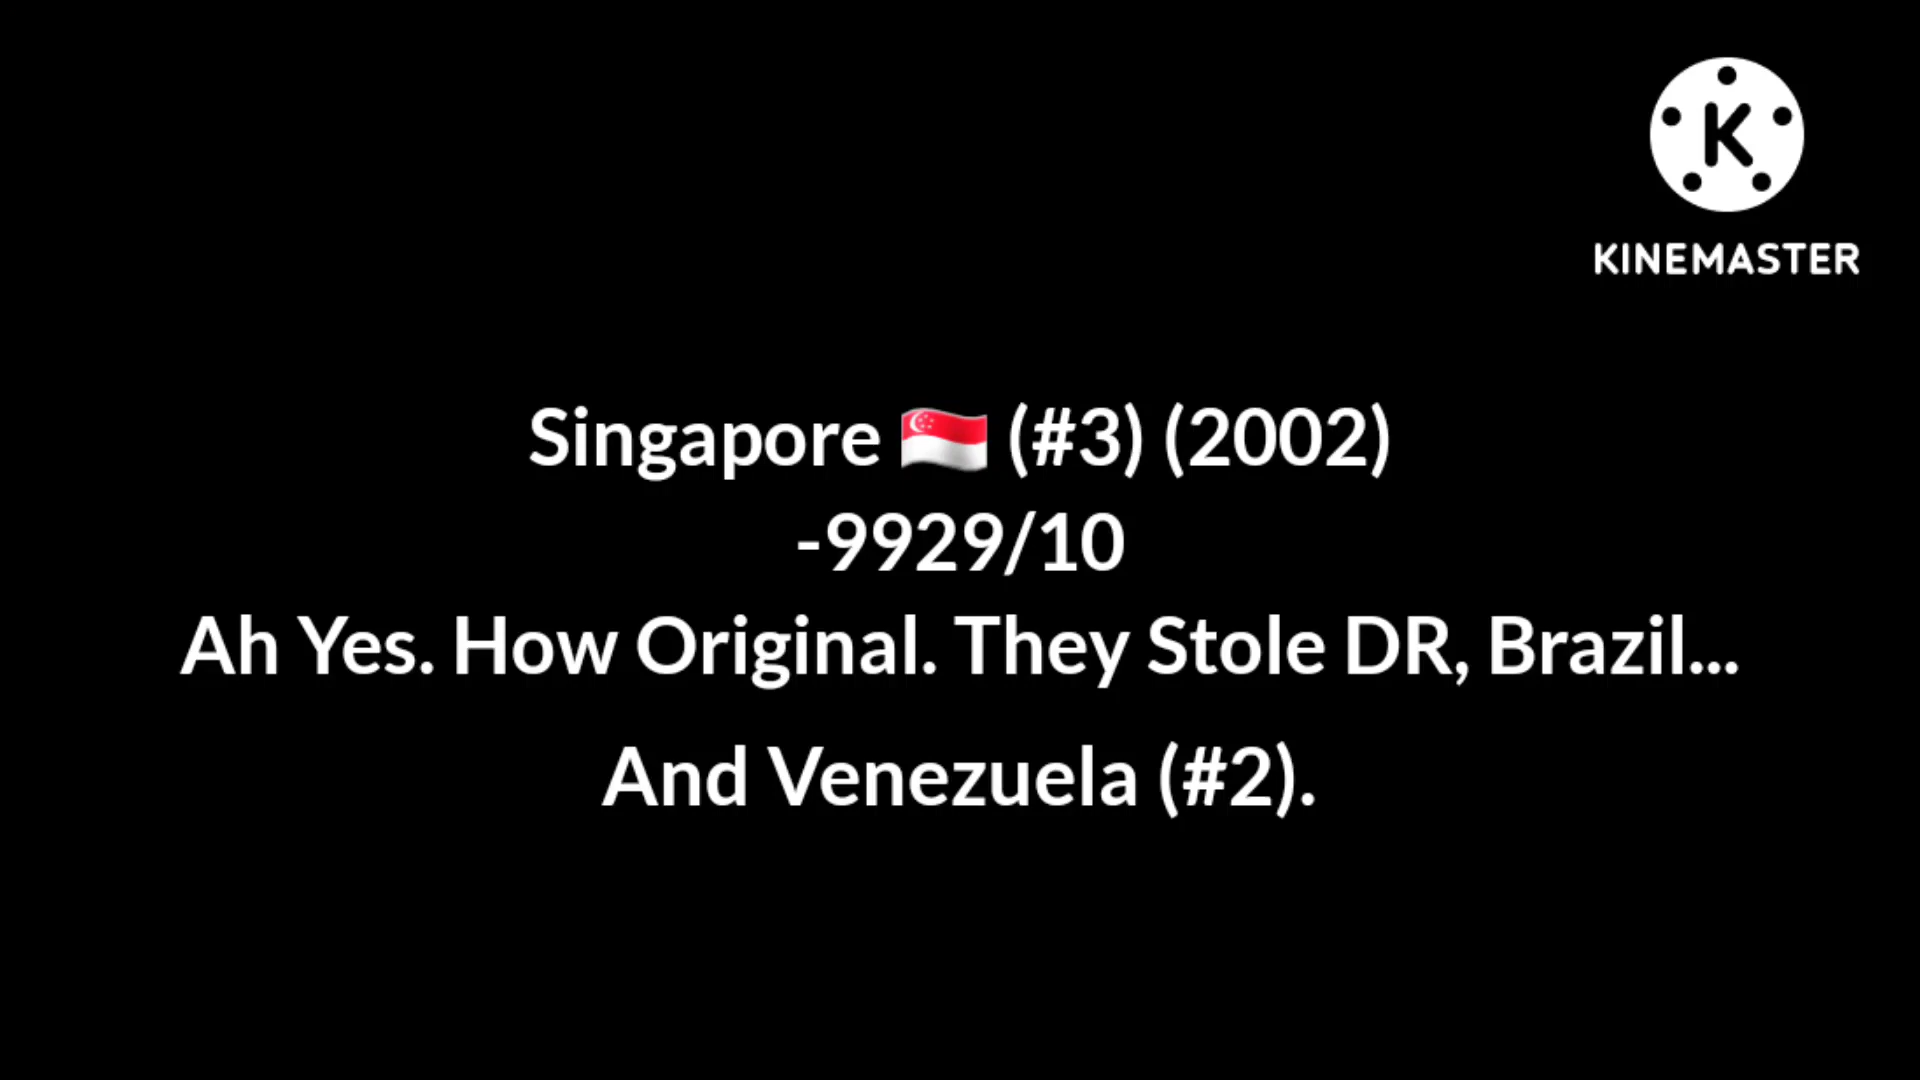 KINEMASTER
Singapore 🇸🇬 (#3) (2002)
-9929/10
Ah Yes. How Original. They Stole DR, Brazil...
And Venezuela (#2).